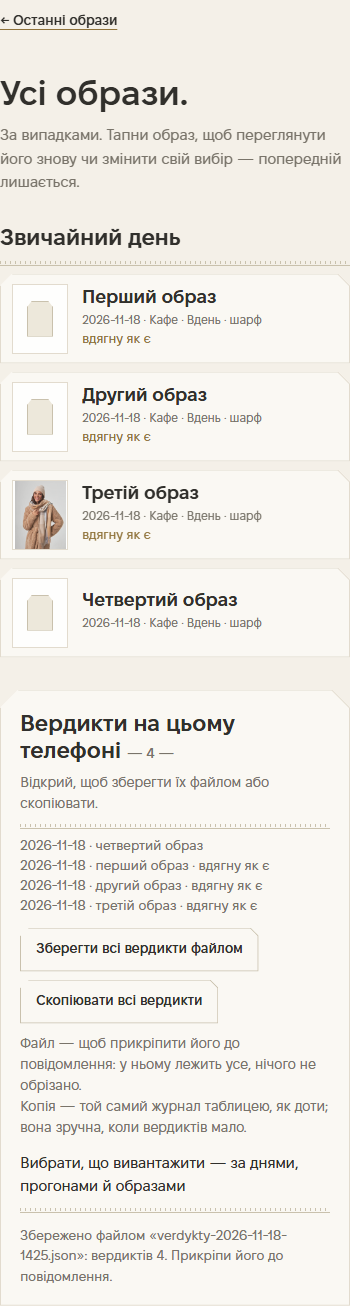 ← Останні образи
Усі образи.
За випадками. Тапни образ, щоб переглянути
його знову чи змінити свій вибір — попередній
лишається.
Звичайний день
Перший образ
2026-11-18 · Кафе · Вдень · шарф
вдягну як є
Другий образ
2026-11-18 · Кафе · Вдень · шарф
вдягну як є
Третій образ
2026-11-18 · Кафе · Вдень · шарф
вдягну як є
Четвертий образ
2026-11-18 · Кафе · Вдень · шарф
Вердикти на цьому
телефоні — 4 —
Відкрий, щоб зберегти їх файлом або
скопіювати.
2026-11-18 · четвертий образ
2026-11-18 · перший образ · вдягну як є
2026-11-18 · другий образ · вдягну як є
2026-11-18 · третій образ · вдягну як є
Зберегти всі вердикти файлом
Скопіювати всі вердикти
Файл — щоб прикріпити його до
повідомлення: у ньому лежить усе, нічого не
обрізано.
Копія — той самий журнал таблицею, як доти;
вона зручна, коли вердиктів мало.
Вибрати, що вивантажити — за днями,
прогонами й образами
Збережено файлом «verdykty-2026-11-18-
1425.json»: вердиктів 4. Прикріпи його до
повідомлення.